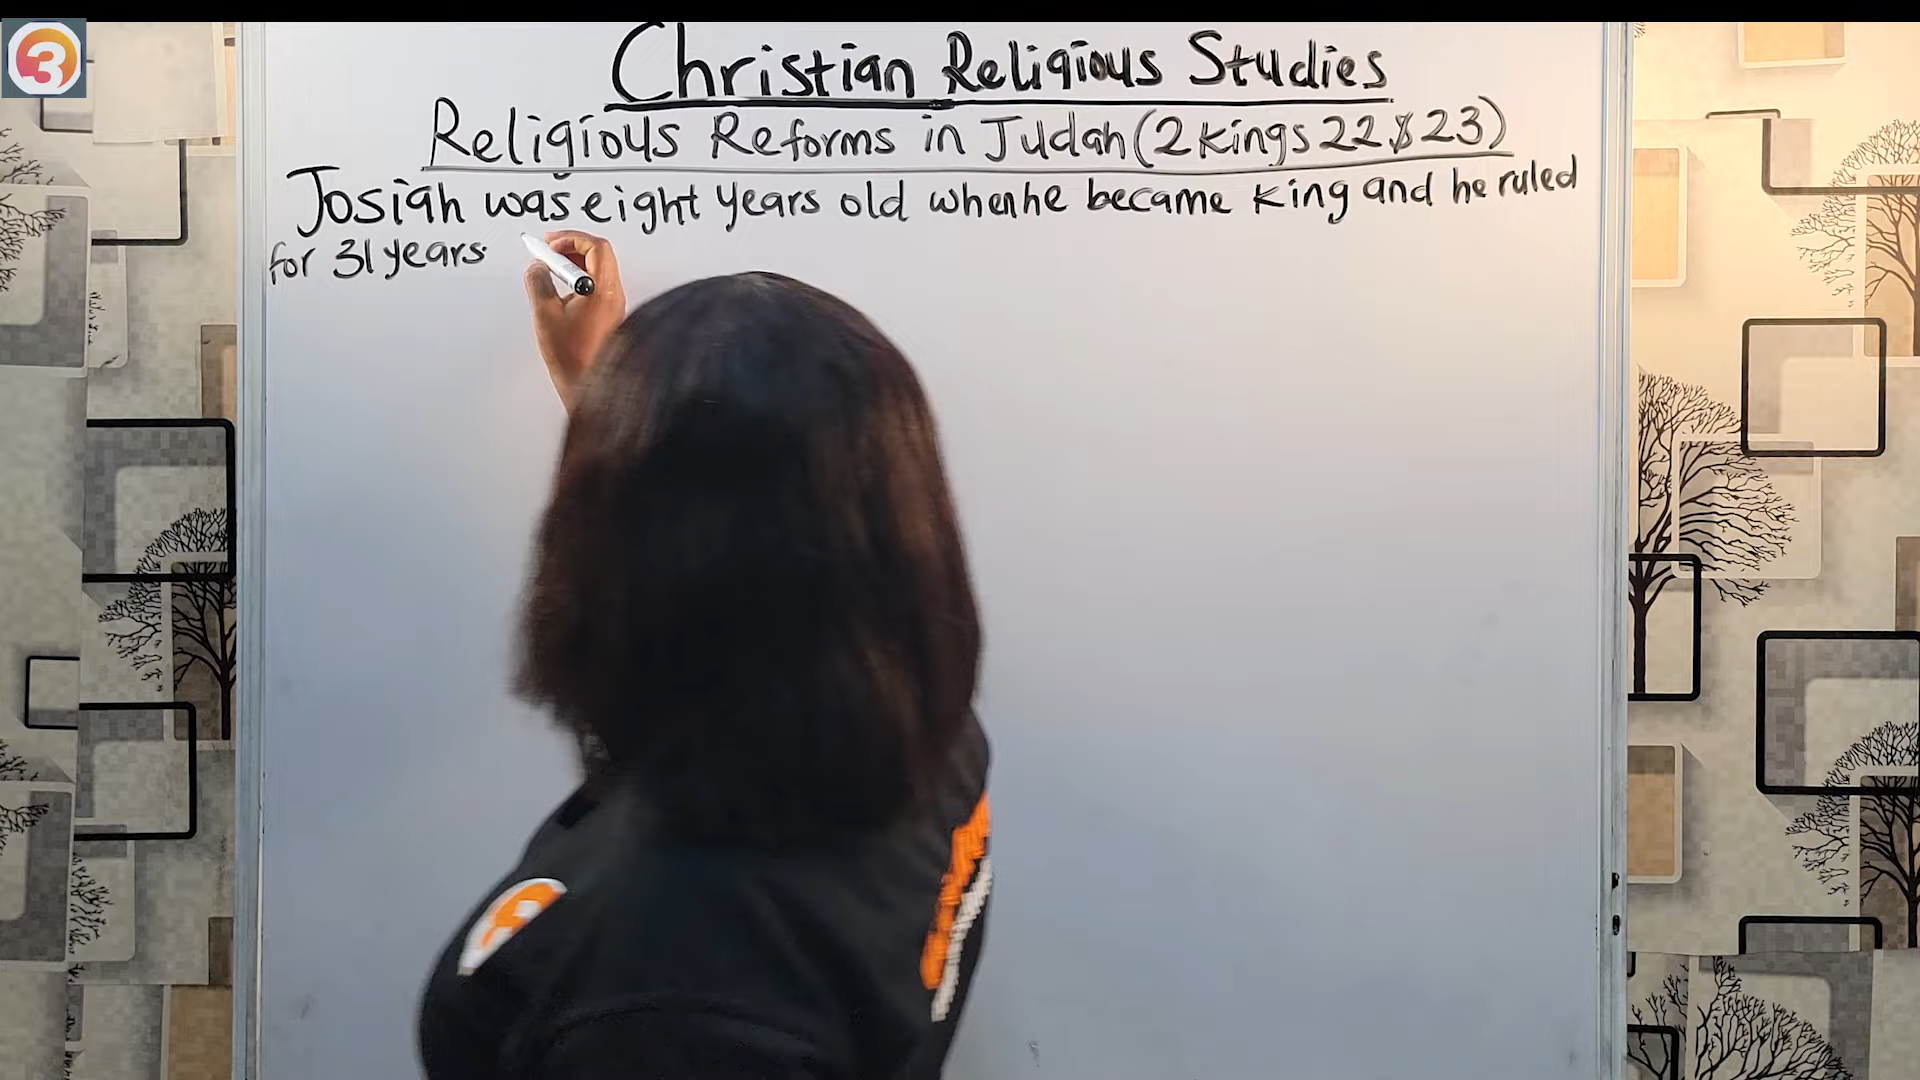 3
Christian Religious Studies
Religious Reforms in Judah (2 Kings 22 & 23)
Josiah was eight years old when he became King and he ruled
for 31 years.